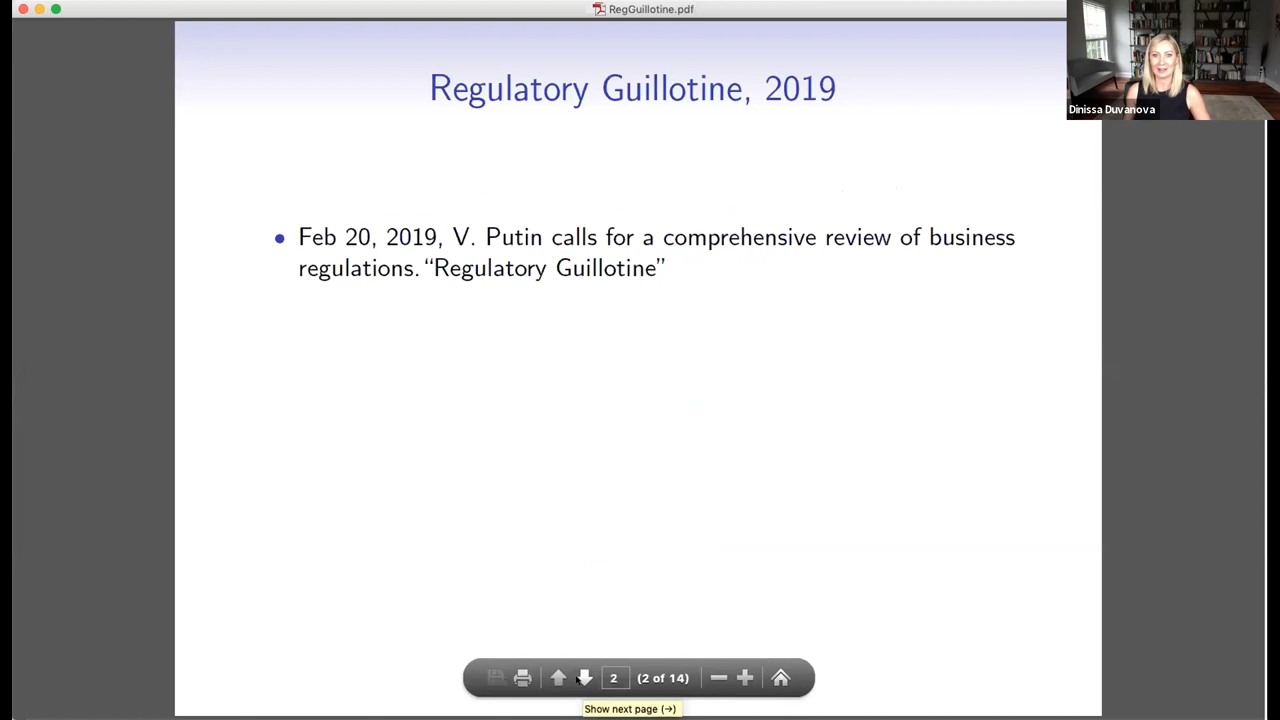 RegGuillotine.pdf
Dinissa Duvanova
Regulatory Guillotine, 2019
• Feb 20, 2019, V. Putin calls for a comprehensive review of business
regulations. “Regulatory Guillotine”
2 (2 of 14)
Show next page (→)